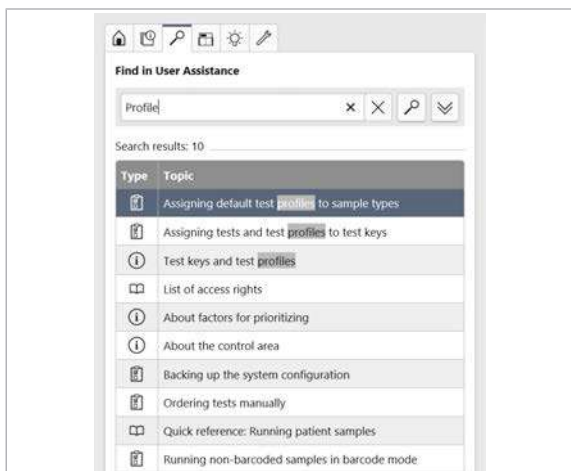 Find in User Assistance
Profile
Search results: 10
Type Topic
Assigning default test profiles to sample types
Assigning tests and test profiles to test keys
Test keys and test profiles
List of access rights
About factors for prioritizing
About the control area
Backing up the system configuration
Ordering tests manually
Quick reference: Running patient samples
Running non-barcoded samples in barcode mode